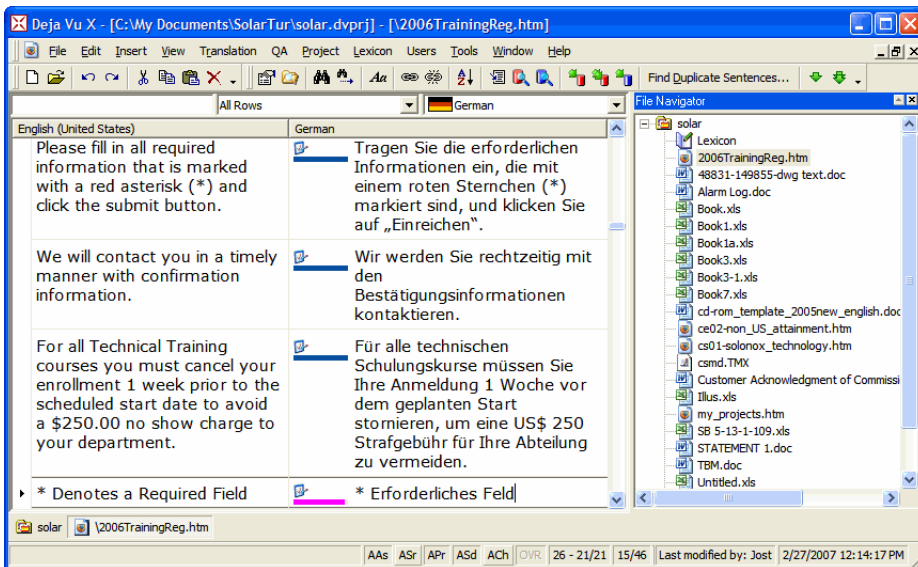 Deja Vu X - [C:\My Documents\SolarTur\solar.dvprj] - [\2006TrainingReg.htm]
File Edit Insert View Translation QA Project Lexicon Users Tools Window Help
Find Duplicate Sentences...
All Rows German
English (United States) German
Please fill in all required
information that is marked
with a red asterisk (*) and
click the submit button.
Tragen Sie die erforderlichen
Informationen ein, die mit
einem roten Sternchen (*)
markiert sind, und klicken Sie
auf „Einreichen“.
We will contact you in a timely
manner with confirmation
information.
Wir werden Sie rechtzeitig mit
den
Bestätigungsinformationen
kontaktieren.
For all Technical Training
courses you must cancel your
enrollment 1 week prior to the
scheduled start date to avoid
a $250.00 no show charge to
your department.
Für alle technischen
Schulungskurse müssen Sie
Ihre Anmeldung 1 Woche vor
dem geplanten Start
stornieren, um eine US$ 250
Strafgebühr für Ihre Abteilung
zu vermeiden.
* Denotes a Required Field
* Erforderliches Feld
File Navigator
solar
Lexicon
2006TrainingReg.htm
48831-149855-dwg text.doc
Alarm Log.doc
Book.xls
Book1.xls
Book1a.xls
Book3.xls
Book3-1.xls
Book7.xls
cd-rom_template_2005new_english.doc
ce02-non_US_attainment.htm
cs01-solonox_technology.htm
csmd.TMX
Customer Acknowledgment of Commissi
Illus.xls
my_projects.htm
SB 5-13-1-109.xls
STATEMENT 1.doc
TBM.doc
Untitled.xls
solar \2006TrainingReg.htm
AAs ASr APr ASd ACh OVR 26 - 21/21 15/46 Last modified by: Jost 2/27/2007 12:14:17 PM